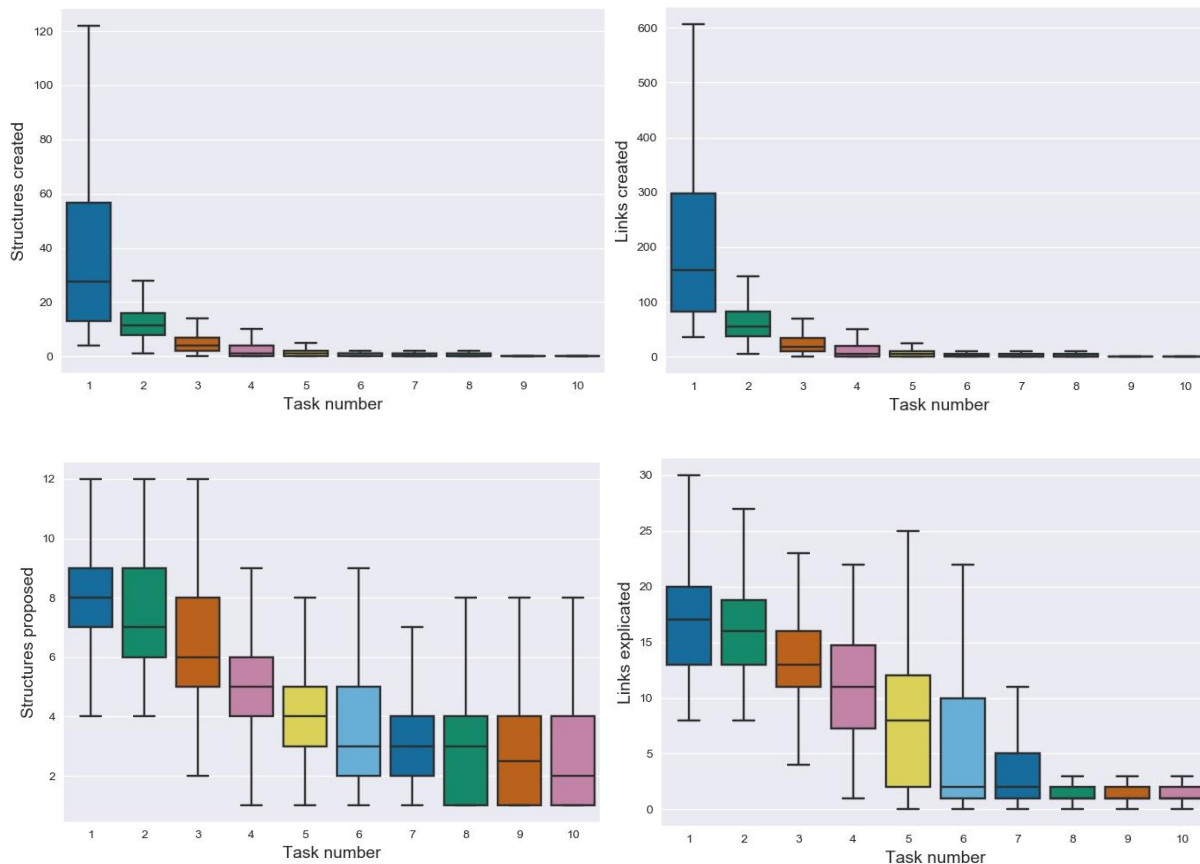 Structures created
120
100
80
60
40
20
0
1 2 3 4 5 6 7 8 9 10
Task number
Links created
600
500
400
300
200
100
0
1 2 3 4 5 6 7 8 9 10
Task number
Structures proposed
12
10
8
6
4
2
1 2 3 4 5 6 7 8 9 10
Task number
Links explicated
30
25
20
15
10
5
0
1 2 3 4 5 6 7 8 9 10
Task number